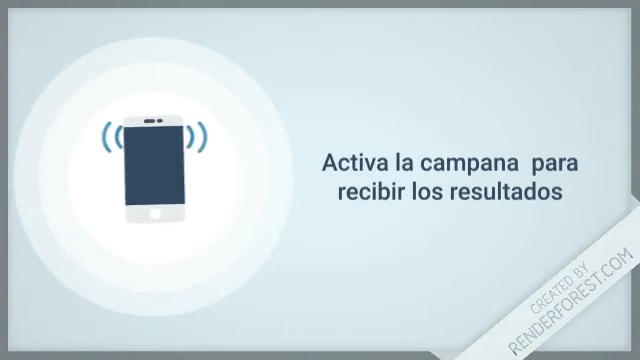 Activa la campana  para
recibir los resultados
CREATED BY
RENDERFOREST.COM